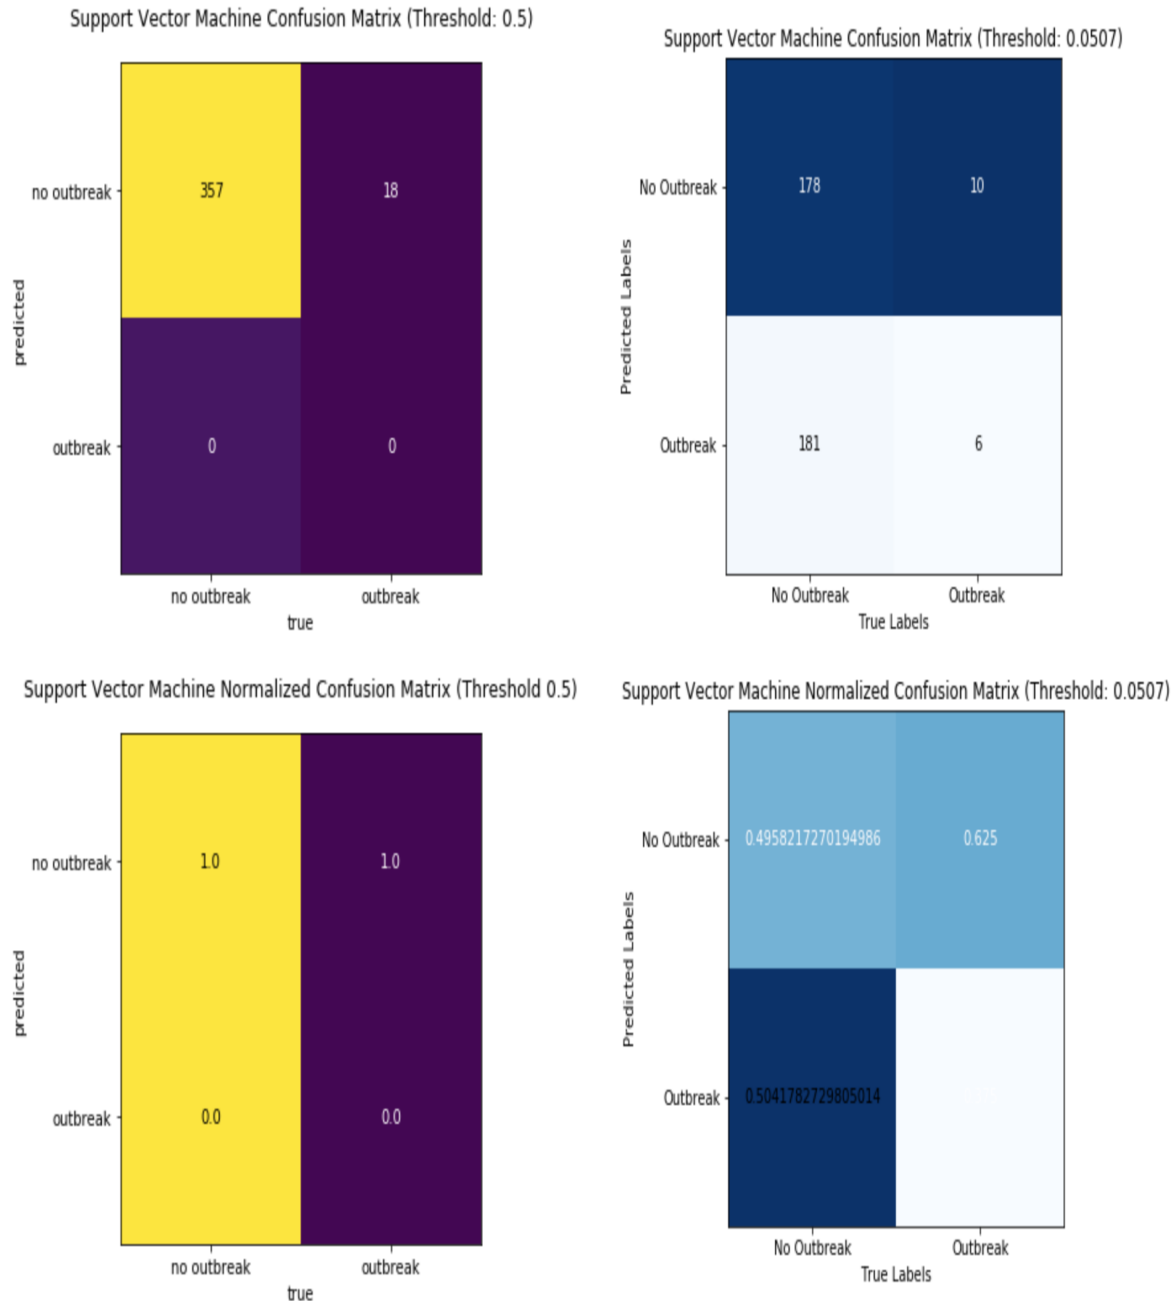 Support Vector Machine Confusion Matrix (Threshold: 0.5)
no outbreak
357
18
predicted
outbreak
0
0
no outbreak
outbreak
true
Support Vector Machine Confusion Matrix (Threshold: 0.0507)
No Outbreak
178
10
Predicted Labels
Outbreak
181
6
No Outbreak
Outbreak
True Labels
Support Vector Machine Normalized Confusion Matrix (Threshold 0.5)
no outbreak
1.0
1.0
predicted
outbreak
0.0
0.0
no outbreak
outbreak
true
Support Vector Machine Normalized Confusion Matrix (Threshold: 0.0507)
No Outbreak
0.4958217270194986
0.625
Predicted Labels
Outbreak
0.5041782729805014
No Outbreak
Outbreak
True Labels